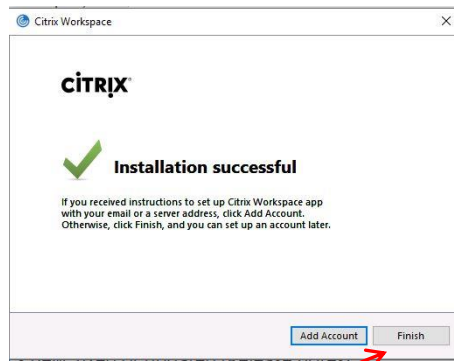 Citrix Workspace
CİTRIX
Installation successful
If you received instructions to set up Citrix Workspace app
with your email or a server address, click Add Account.
Otherwise, click Finish, and you can set up an account later.
Add Account
Finish